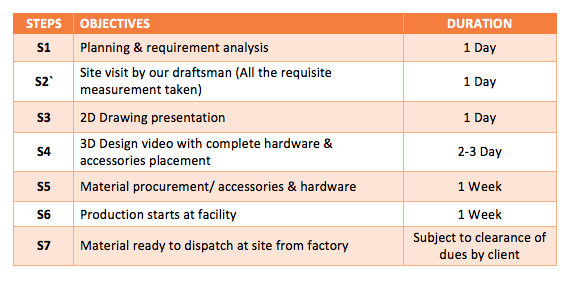 STEPS OBJECTIVES DURATION
S1 Planning & requirement analysis 1 Day
S2` Site visit by our draftsman (All the requisite
measurement taken) 1 Day
S3 2D Drawing presentation 1 Day
S4 3D Design video with complete hardware &
accessories placement 2-3 Day
S5 Material procurement/ accessories & hardware 1 Week
S6 Production starts at facility 1 Week
S7 Material ready to dispatch at site from factory Subject to clearance of
dues by client